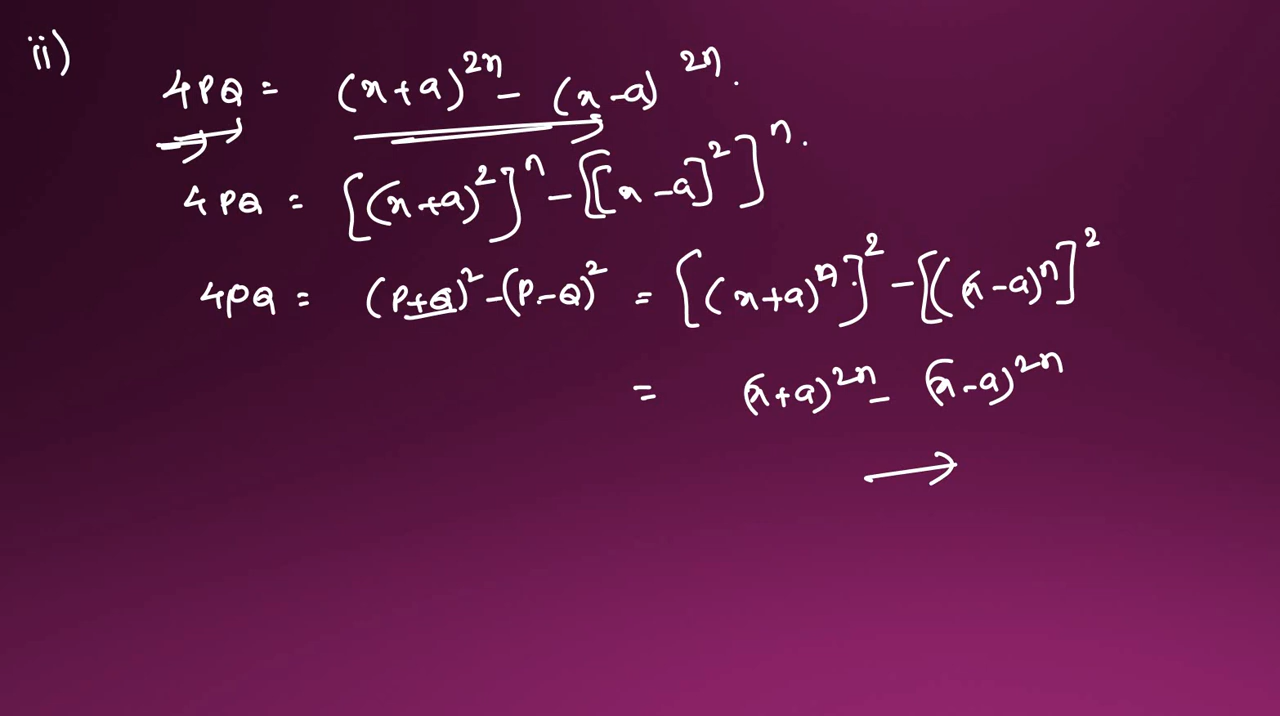 ii)
4PQ = (x+a)^2n - (x-a)^2n.
4PQ = [(x+a)^2]^n - [[x-a]^2]^n.
4PQ = (P+Q)^2 - (P-Q)^2 = [(x+a)^n]^2 - [(x-a)^n]^2
= (x+a)^2n - (x-a)^2n
→